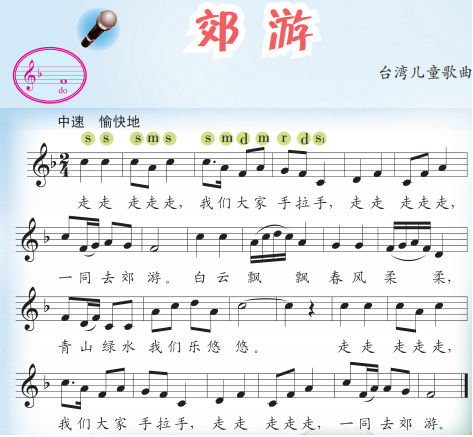 郊游
do
台湾儿童歌曲
中速 愉快地
s s s m s s m d m r d s₁
2
4
走 走 走走走, 我们大家 手拉手, 走 走 走走走,
一同去郊 游。 白云 飘 飘 春风 柔 柔,
青山绿水 我们乐悠 悠。 走走 走走走,
我们大家 手拉手, 走走 走走走, 一同 去郊 游。